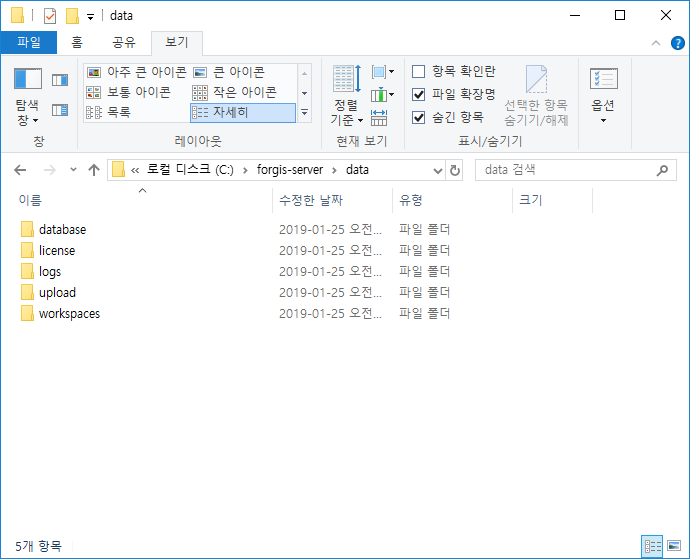 data
파일 홈 공유 보기
탐색 창
아주 큰 아이콘 큰 아이콘
보통 아이콘 작은 아이콘
목록 자세히
정렬 기준
항목 확인란
파일 확장명
숨긴 항목
선택한 항목 숨기기/해제
옵션
창 레이아웃 현재 보기 표시/숨기기
« 로컬 디스크 (C:) › forgis-server › data
data 검색
이름 수정한 날짜 유형 크기
database 2019-01-25 오전... 파일 폴더
license 2019-01-25 오전... 파일 폴더
logs 2019-01-25 오전... 파일 폴더
upload 2019-01-25 오전... 파일 폴더
workspaces 2019-01-25 오전... 파일 폴더
5개 항목